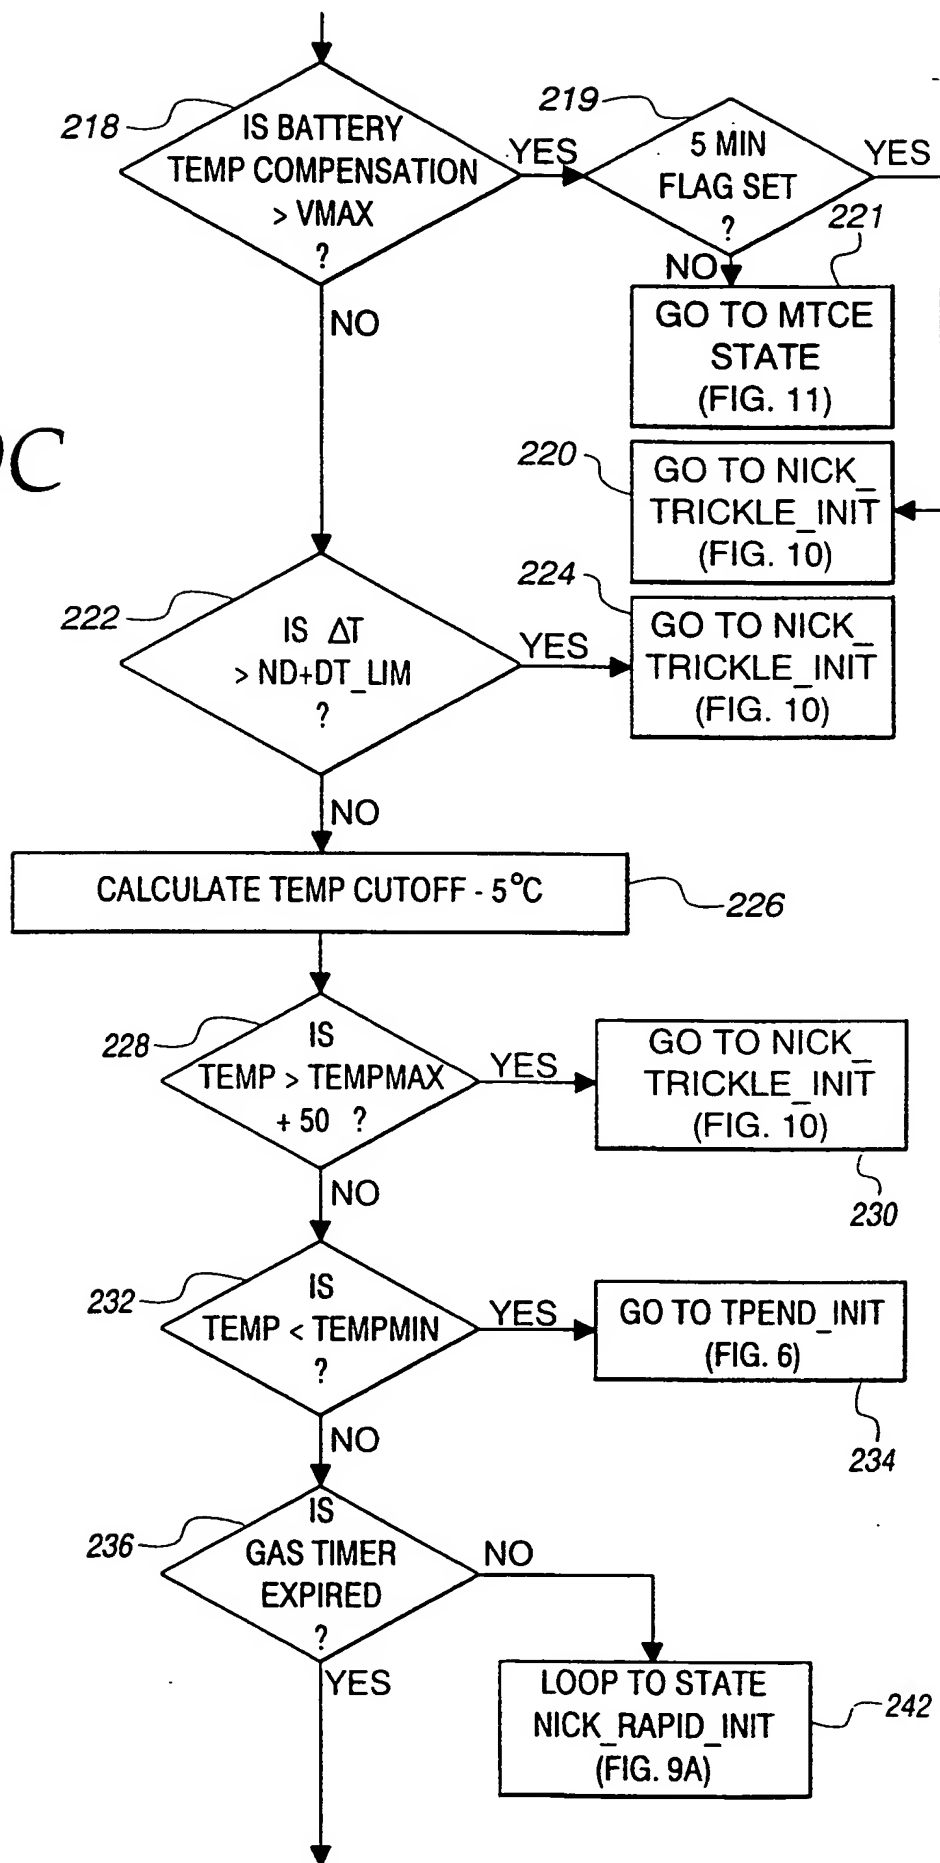 218
IS BATTERY
TEMP COMPENSATION
> VMAX
?
YES
219
5 MIN
FLAG SET
?
YES
NO
221
GO TO MTCE
STATE
(FIG. 11)
NO
C
220
GO TO NICK_
TRICKLE_INIT
(FIG. 10)
222
IS ΔT
> ND+DT_LIM
?
YES
224
GO TO NICK_
TRICKLE_INIT
(FIG. 10)
NO
CALCULATE TEMP CUTOFF - 5°C
226
228
IS
TEMP > TEMPMAX
+ 50 ?
YES
GO TO NICK_
TRICKLE_INIT
(FIG. 10)
230
NO
232
IS
TEMP < TEMPMIN
?
YES
GO TO TPEND_INIT
(FIG. 6)
234
NO
236
IS
GAS TIMER
EXPIRED
?
NO
YES
LOOP TO STATE
NICK_RAPID_INIT
(FIG. 9A)
242